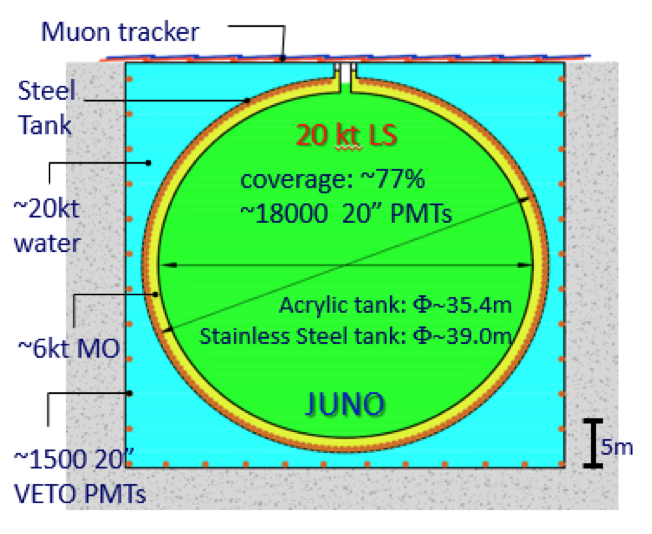 Muon tracker
Steel
Tank
20 kt LS
coverage: ~77%
~18000 20” PMTs
~20kt
water
Acrylic tank: Φ~35.4m
Stainless Steel tank: Φ~39.0m
~6kt MO
JUNO
5m
~1500 20”
VETO PMTs